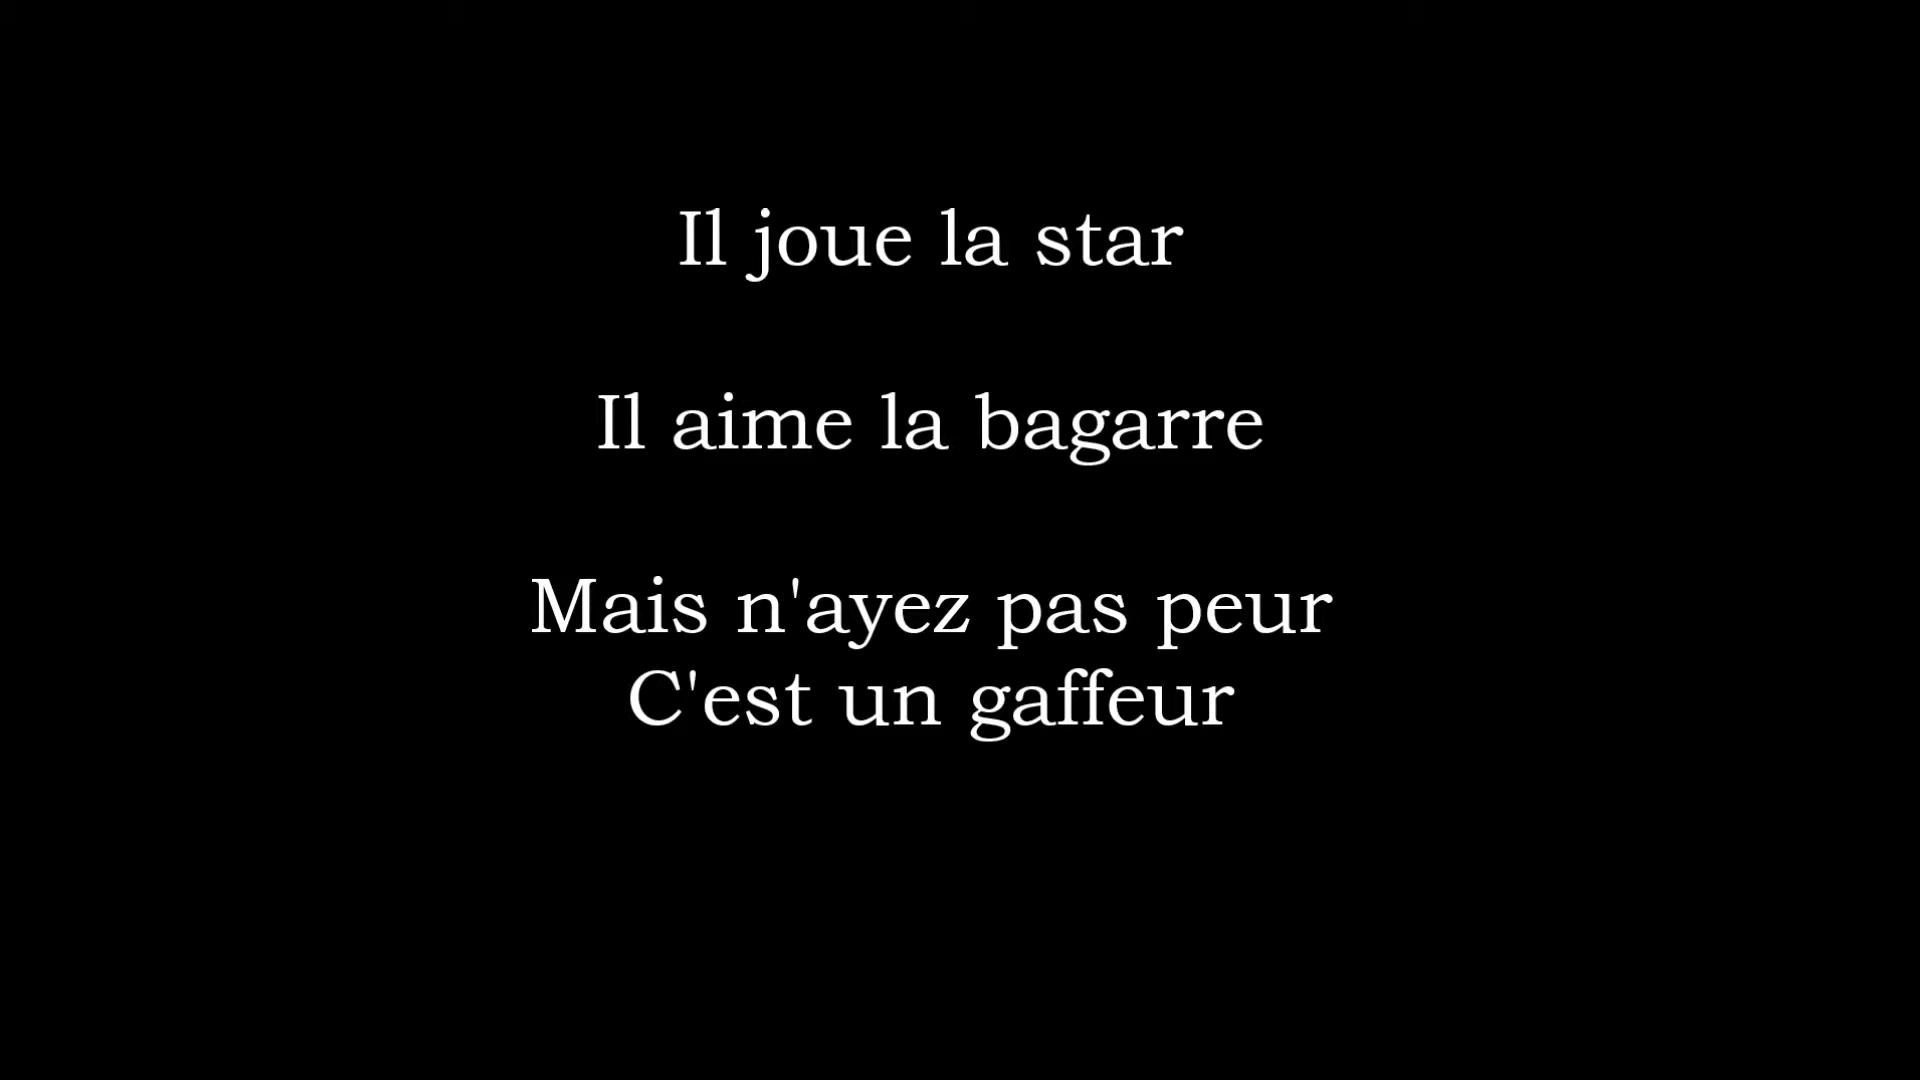 Il joue la star
Il aime la bagarre
Mais n'ayez pas peur
C'est un gaffeur